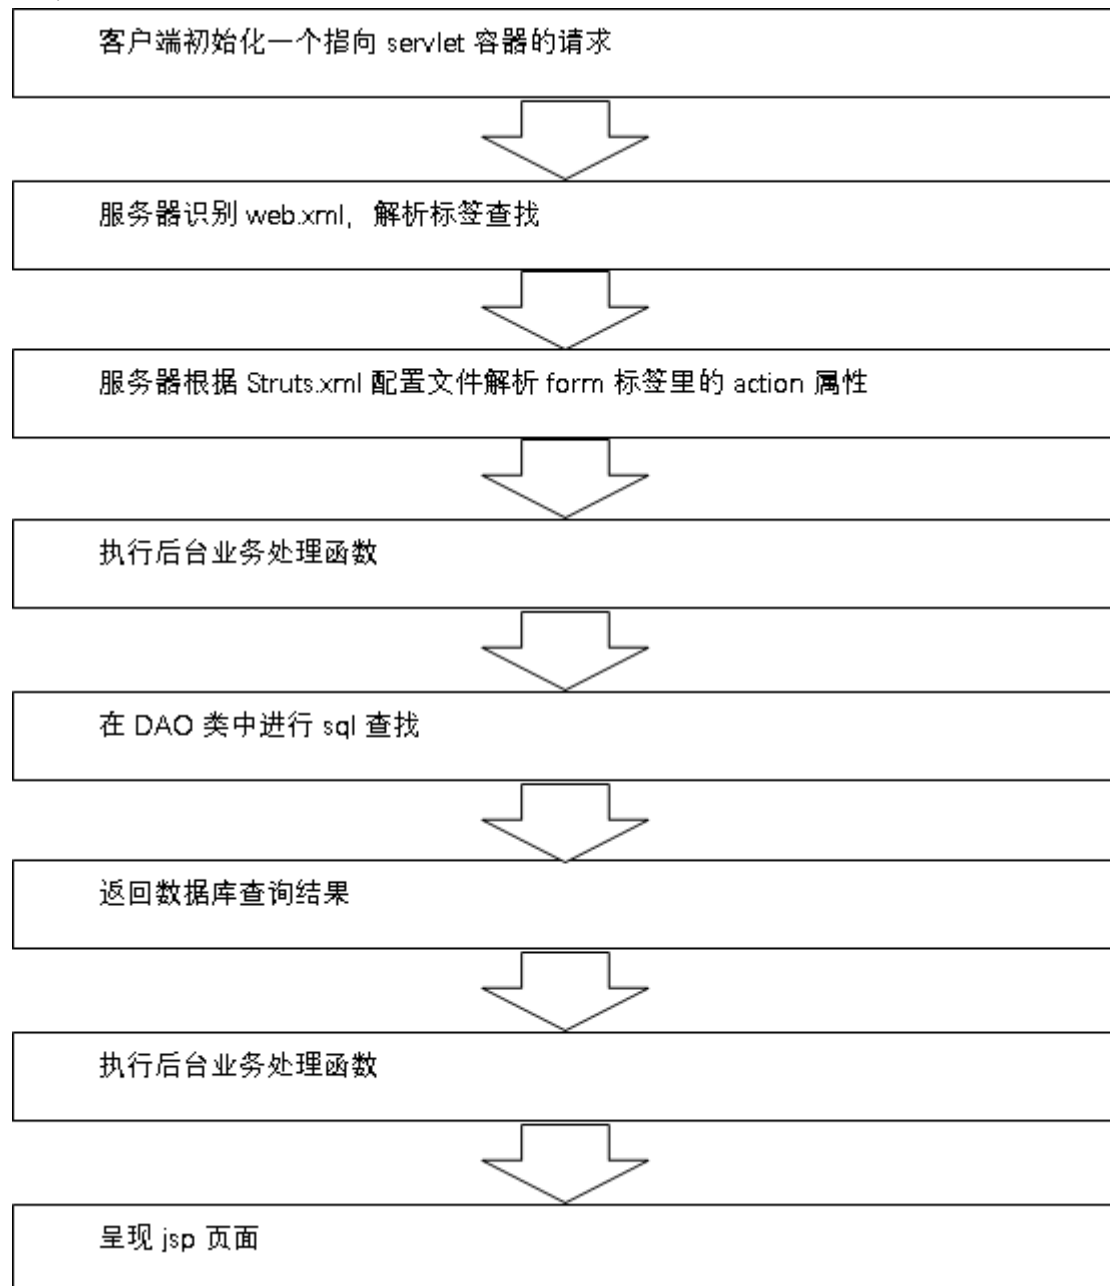 客户端初始化一个指向 servlet 容器的请求
服务器识别 web.xml，解析标签查找
服务器根据 Struts.xml 配置文件解析 form 标签里的 action 属性
执行后台业务处理函数
在 DAO 类中进行 sql 查找
返回数据库查询结果
执行后台业务处理函数
呈现 jsp 页面